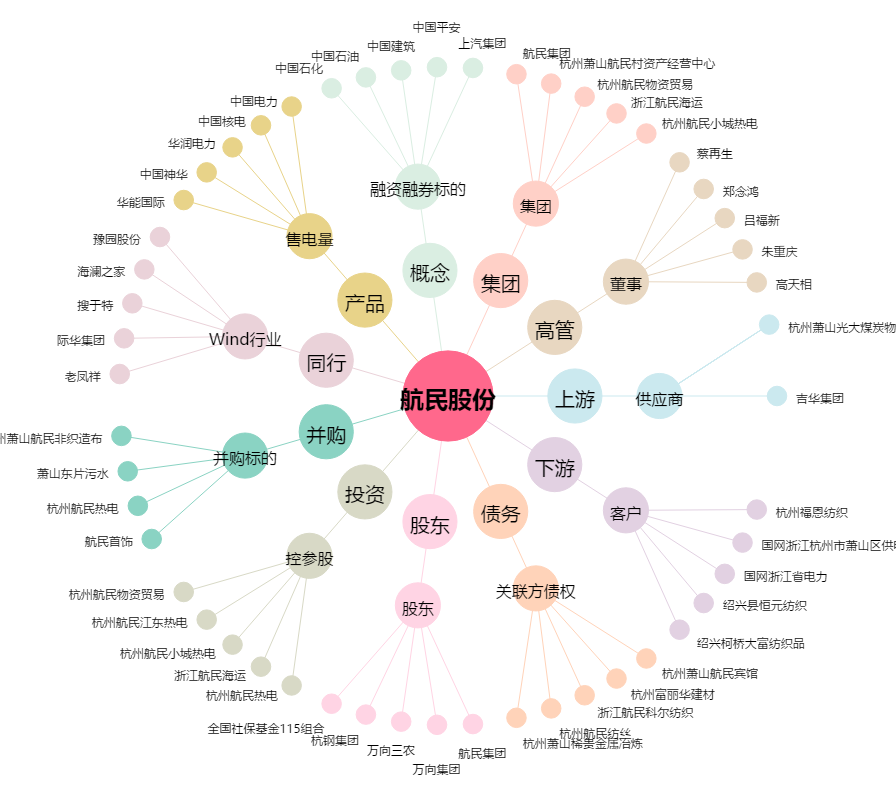 航民股份
概念
融资融券标的
中国石化
中国石油
中国建筑
中国平安
上汽集团
集团
集团
航民集团
杭州萧山航民村资产经营中心
杭州航民物资贸易
浙江航民海运
杭州航民小城热电
高管
董事
蔡再生
郑念鸿
吕福新
朱重庆
高天相
上游
供应商
杭州萧山光大煤炭物
吉华集团
下游
客户
杭州福恩纺织
国网浙江杭州市萧山区供
国网浙江省电力
绍兴县恒元纺织
绍兴柯桥大富纺织品
债务
关联方债权
杭州萧山航民宾馆
杭州富丽华建材
浙江航民科尔纺织
杭州航民纺丝
杭州萧山稀贵金属冶炼
股东
股东
航民集团
万向集团
万向三农
杭钢集团
全国社保基金115组合
投资
控参股
杭州航民热电
浙江航民海运
杭州航民小城热电
杭州航民江东热电
杭州航民物资贸易
并购
并购标的
航民首饰
杭州航民热电
萧山东片污水
州萧山航民非织造布
同行
Wind行业
老凤祥
际华集团
搜于特
海澜之家
豫园股份
产品
售电量
华能国际
中国神华
华润电力
中国核电
中国电力